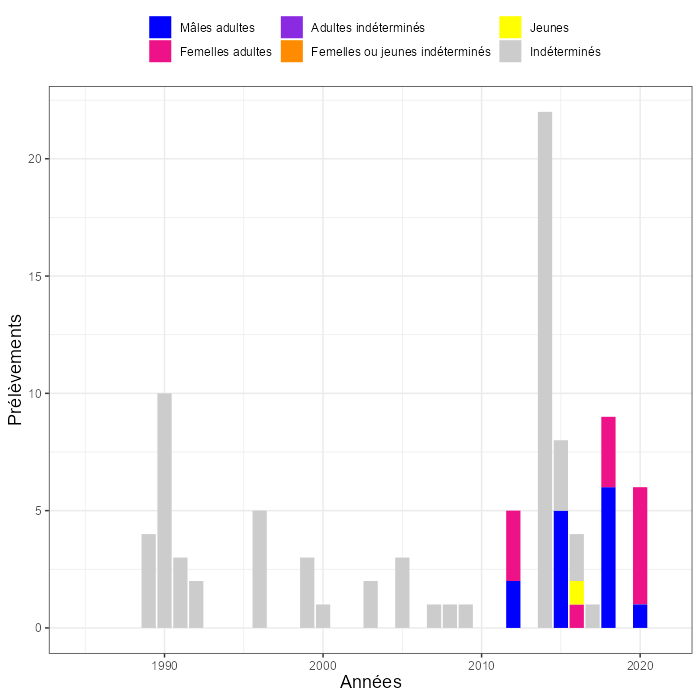 Mâles adultes Adultes indéterminés Jeunes
Femelles adultes Femelles ou jeunes indéterminés Indéterminés
20
15
10
5
0
Prélèvements
1990 2000 2010 2020
Années